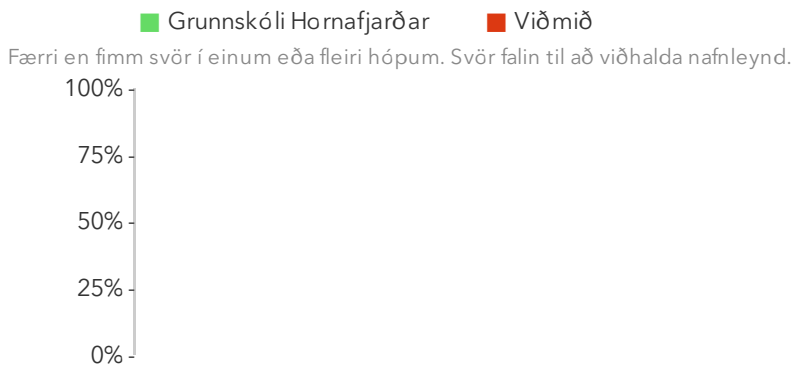 Grunnskóli Hornafjarðar Viðmið
Færri en fimm svör í einum eða fleiri hópum. Svör falin til að viðhalda nafnleynd.
100%
75%
50%
25%
0%